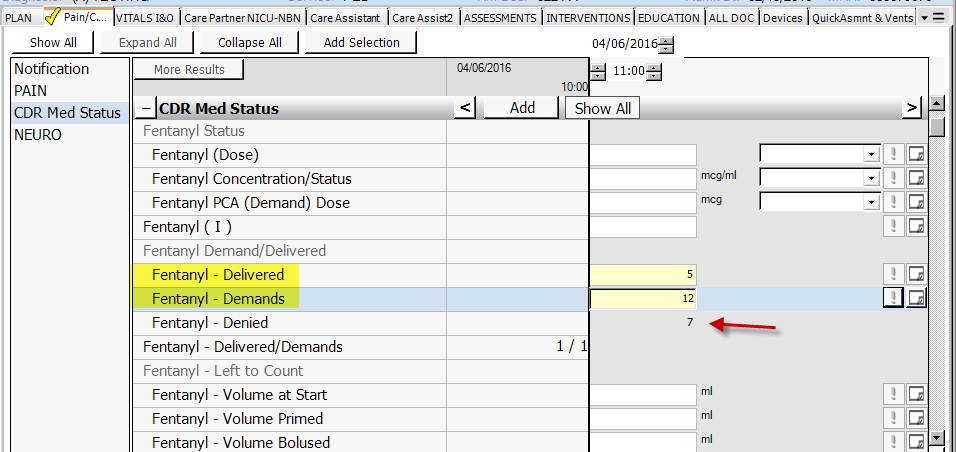 PLAN Pain/C... VITALS I&O Care Partner NICU-NBN Care Assistant Care Assist2 ASSESSMENTS INTERVENTIONS EDUCATION ALL DOC Devices QuickAsmnt & Vents
Show All Expand All Collapse All Add Selection 04/06/2016
Notification More Results 04/06/2016 11:00
PAIN 10:00
CDR Med Status − CDR Med Status < Add Show All >
NEURO Fentanyl Status
Fentanyl (Dose)
Fentanyl Concentration/Status mcg/ml
Fentanyl PCA (Demand) Dose mcg
Fentanyl ( I )
Fentanyl Demand/Delivered
Fentanyl - Delivered 5
Fentanyl - Demands 12
Fentanyl - Denied 7
Fentanyl - Delivered/Demands 1 / 1
Fentanyl - Left to Count
Fentanyl - Volume at Start ml
Fentanyl - Volume Primed ml
Fentanyl - Volume Bolused ml